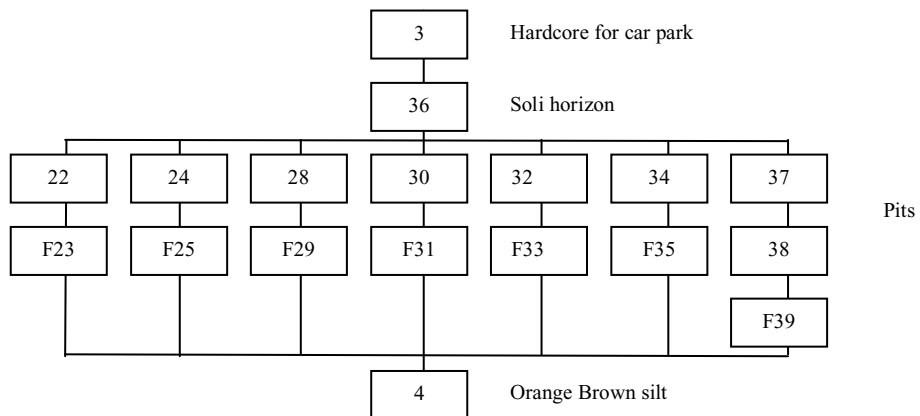 3 Hardcore for car park
36 Soli horizon
22 24 28 30 32 34 37
Pits
F23 F25 F29 F31 F33 F35 38
F39
4 Orange Brown silt